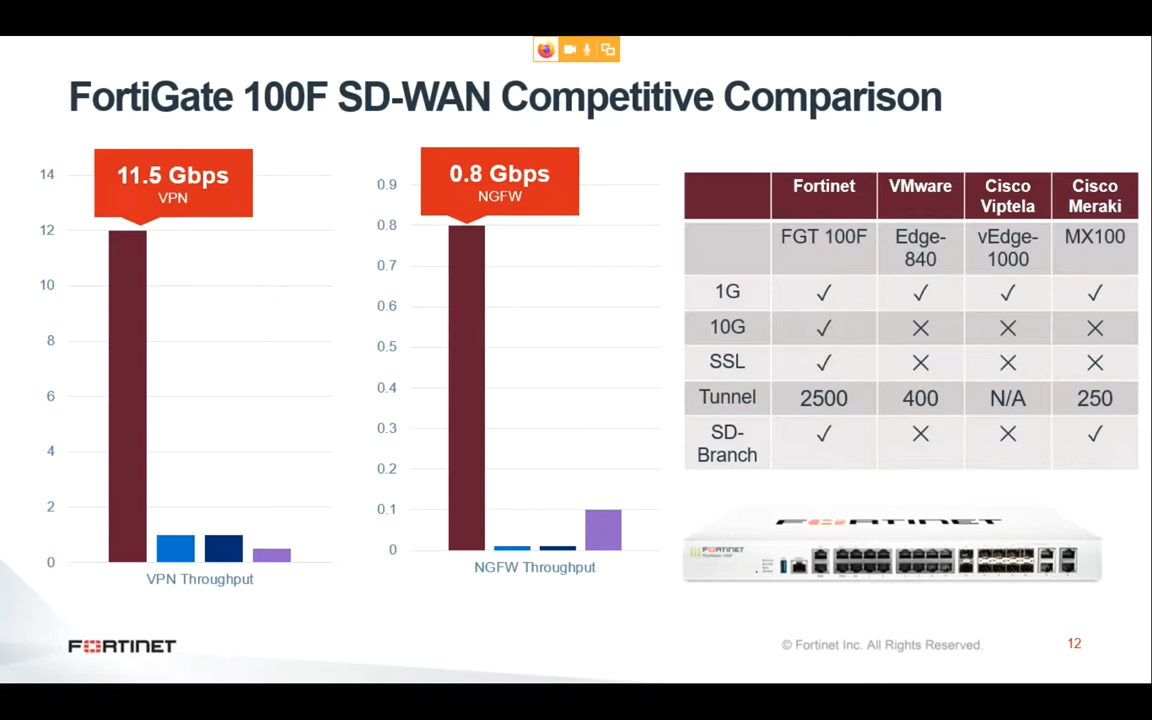 FortiGate 100F SD-WAN Competitive Comparison
11.5 Gbps
VPN
14
12
10
8
6
4
2
0
VPN Throughput
0.8 Gbps
NGFW
0.9
0.8
0.7
0.6
0.5
0.4
0.3
0.2
0.1
0
NGFW Throughput
Fortinet VMware Cisco Viptela Cisco Meraki
FGT 100F Edge-840 vEdge-1000 MX100
1G ✓ ✓ ✓ ✓
10G ✓ ✕ ✕ ✕
SSL ✓ ✕ ✕ ✕
Tunnel 2500 400 N/A 250
SD-Branch ✓ ✕ ✕ ✓
FORTINET
FORTINET
FORTINET
© Fortinet Inc. All Rights Reserved.
12